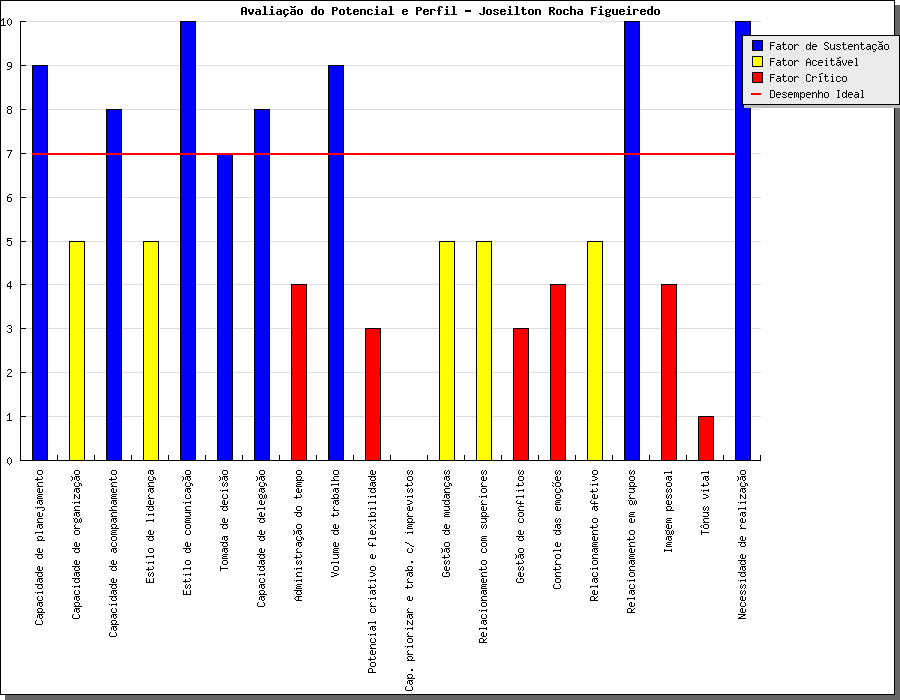 Avaliação do Potencial e Perfil - Joseilton Rocha Figueiredo
Fator de Sustentação
Fator Aceitável
Fator Crítico
Desempenho Ideal
10
9
8
7
6
5
4
3
2
1
0
Capacidade de planejamento
Capacidade de organização
Capacidade de acompanhamento
Estilo de liderança
Estilo de comunicação
Tomada de decisão
Capacidade de delegação
Administração do tempo
Volume de trabalho
Potencial criativo e flexibilidade
Cap. priorizar e trab. c/ imprevistos
Gestão de mudanças
Relacionamento com superiores
Gestão de conflitos
Controle das emoções
Relacionamento afetivo
Relacionamento em grupos
Imagem pessoal
Tônus vital
Necessidade de realização